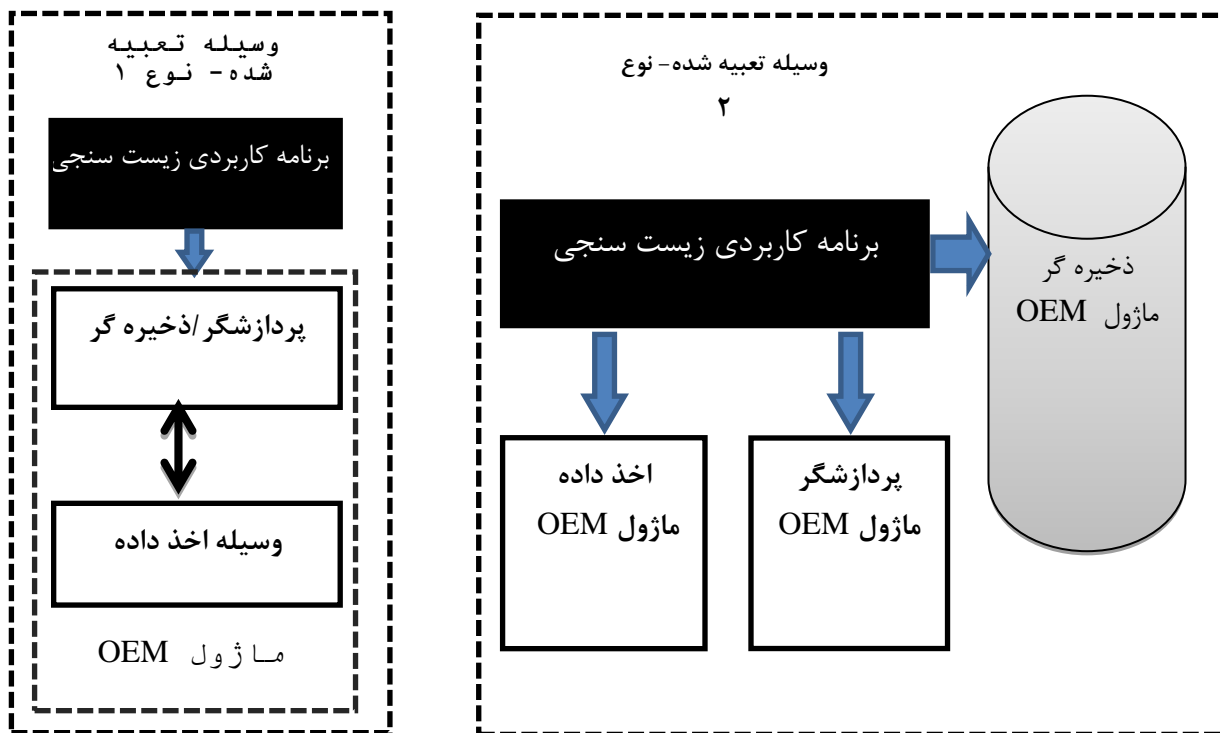 وسیله تعبیه
شده- نوع ۱
برنامه کاربردی زیست سنجی
پردازشگر/ذخیره گر
وسیله اخذ داده
ماژول OEM
وسیله تعبیه شده- نوع
۲
برنامه کاربردی زیست سنجی
ذخیره گر
ماژول OEM
پردازشگر
ماژول OEM
اخذ داده
ماژول OEM